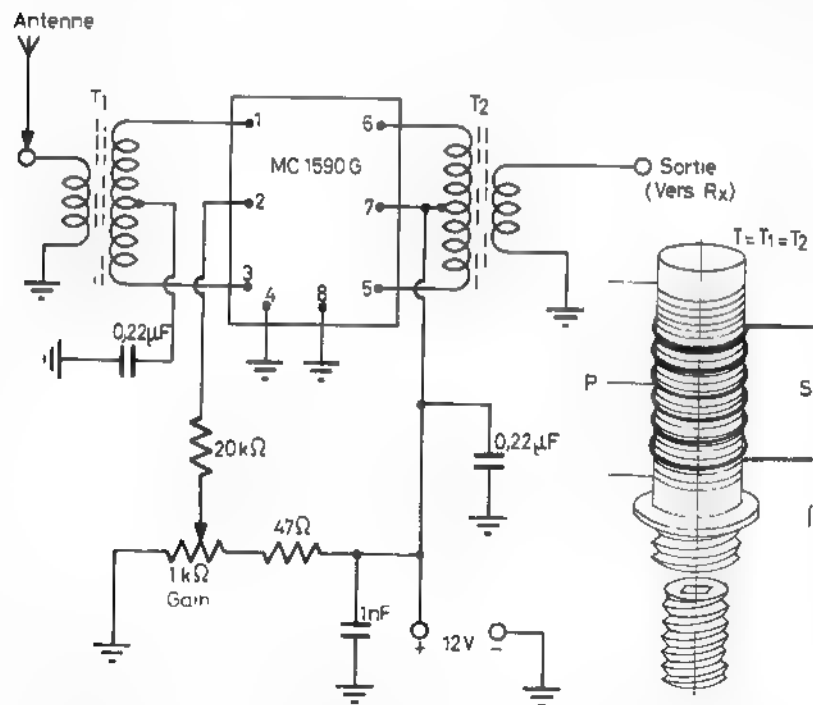 Antenne
T1
T2
1
2
3
4
8
6
7
5
MC 1590 G
Sortie
(Vers Rx)
T=T1=T2
0,22µF
20kΩ
47Ω
1kΩ
Gain
1nF
0,22µF
+ 12V -
P
S